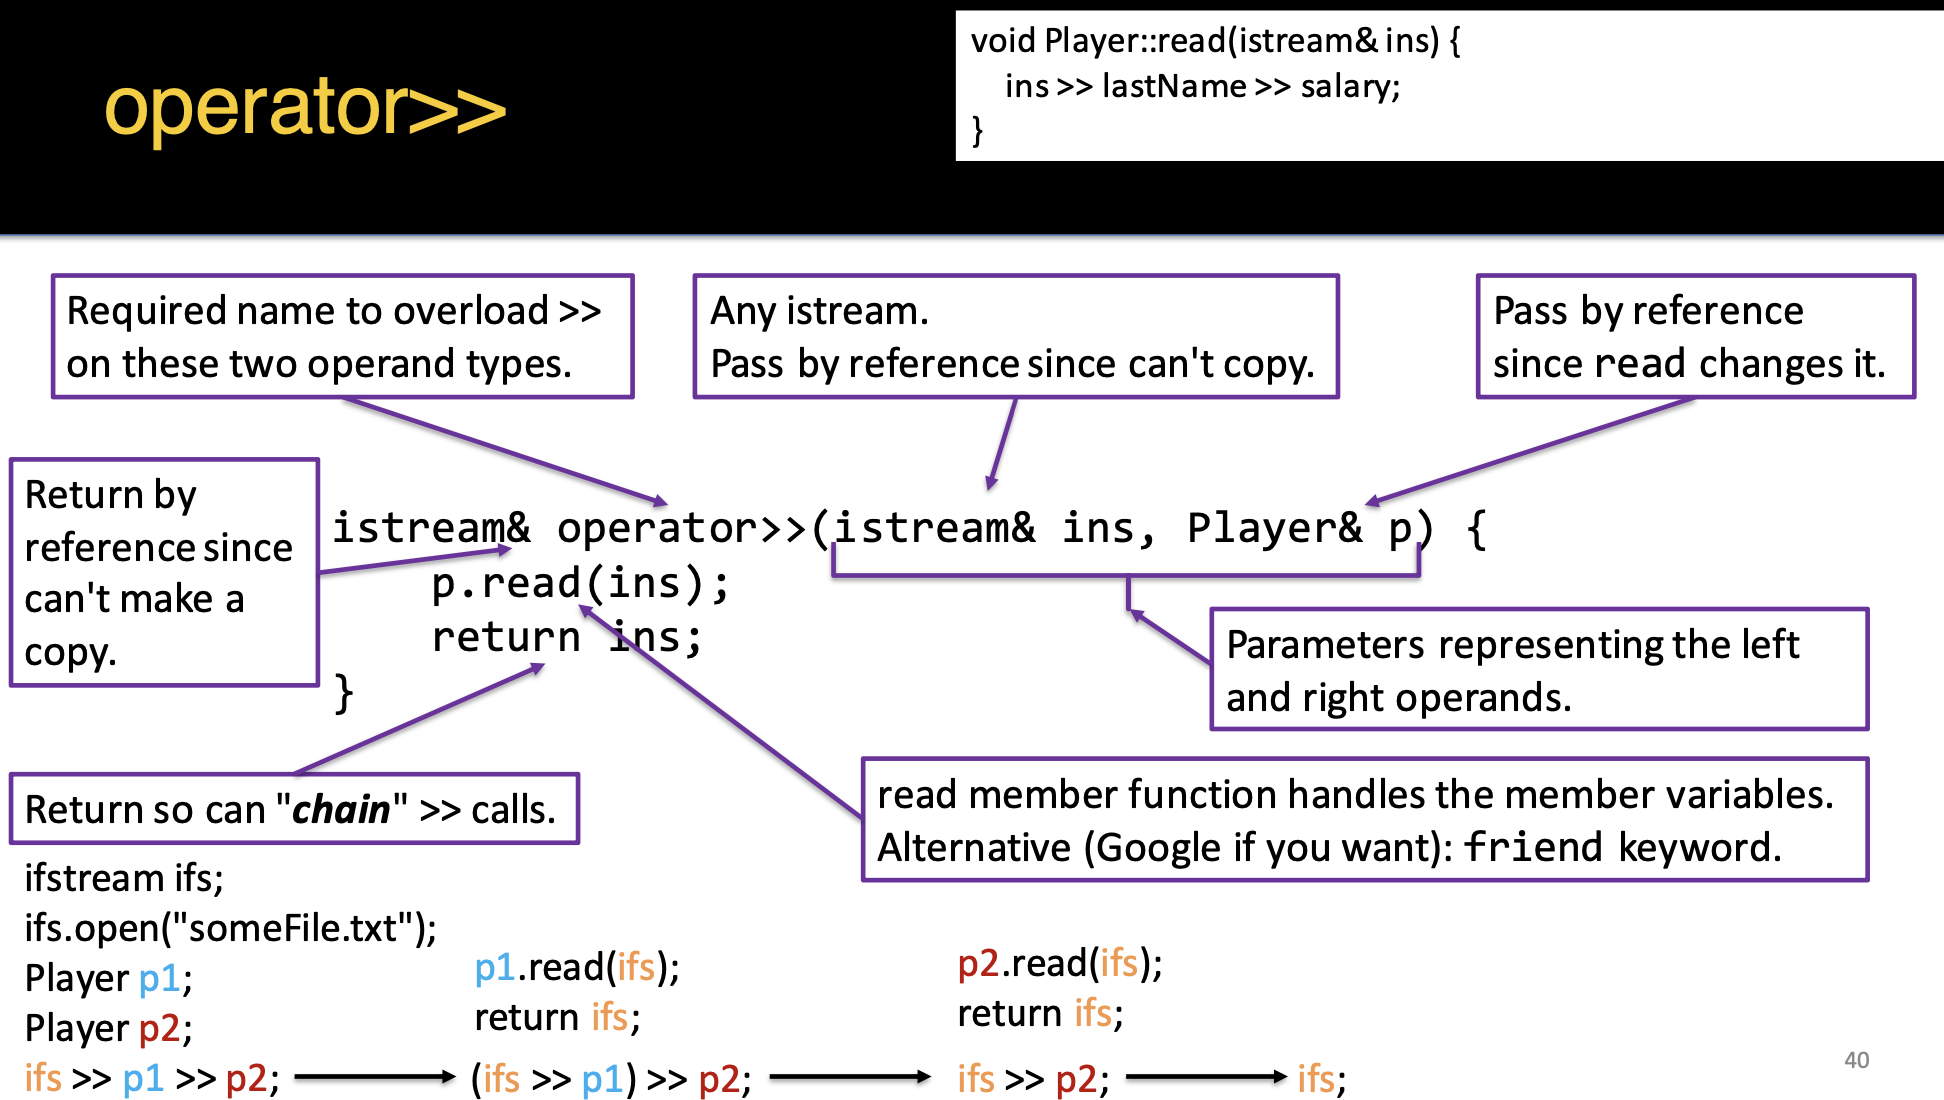 operator>>
void Player::read(istream& ins) {
ins >> lastName >> salary;
}
Required name to overload >>
on these two operand types.
Any istream.
Pass by reference since can't copy.
Pass by reference
since read changes it.
Return by
reference since
can't make a
copy.
istream& operator>>(istream& ins, Player& p) {
p.read(ins);
return ins;
}
Parameters representing the left
and right operands.
Return so can "chain" >> calls.
read member function handles the member variables.
Alternative (Google if you want): friend keyword.
ifstream ifs;
ifs.open("someFile.txt");
Player p1;
Player p2;
ifs >> p1 >> p2;
p1.read(ifs);
return ifs;
(ifs >> p1) >> p2;
p2.read(ifs);
return ifs;
ifs >> p2;
ifs;
40